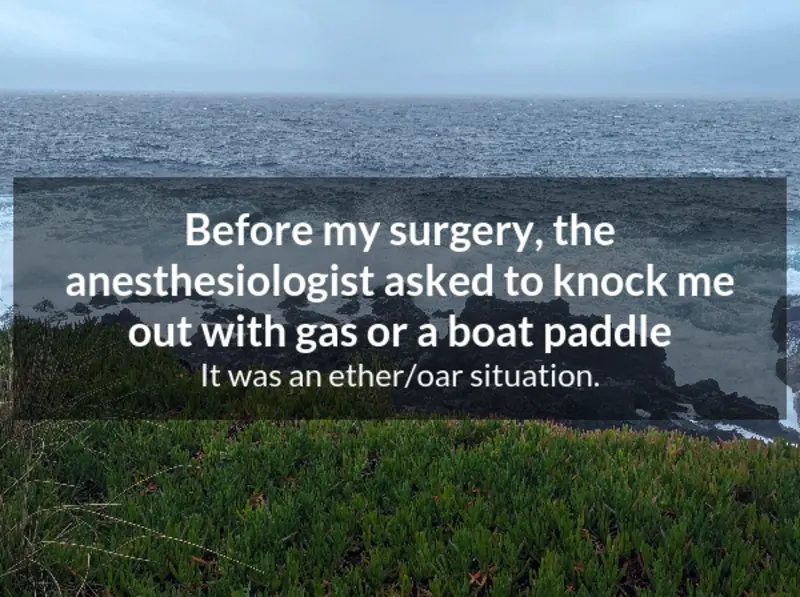 Before my surgery, the
anesthesiologist asked to knock me
out with gas or a boat paddle
It was an ether/oar situation.